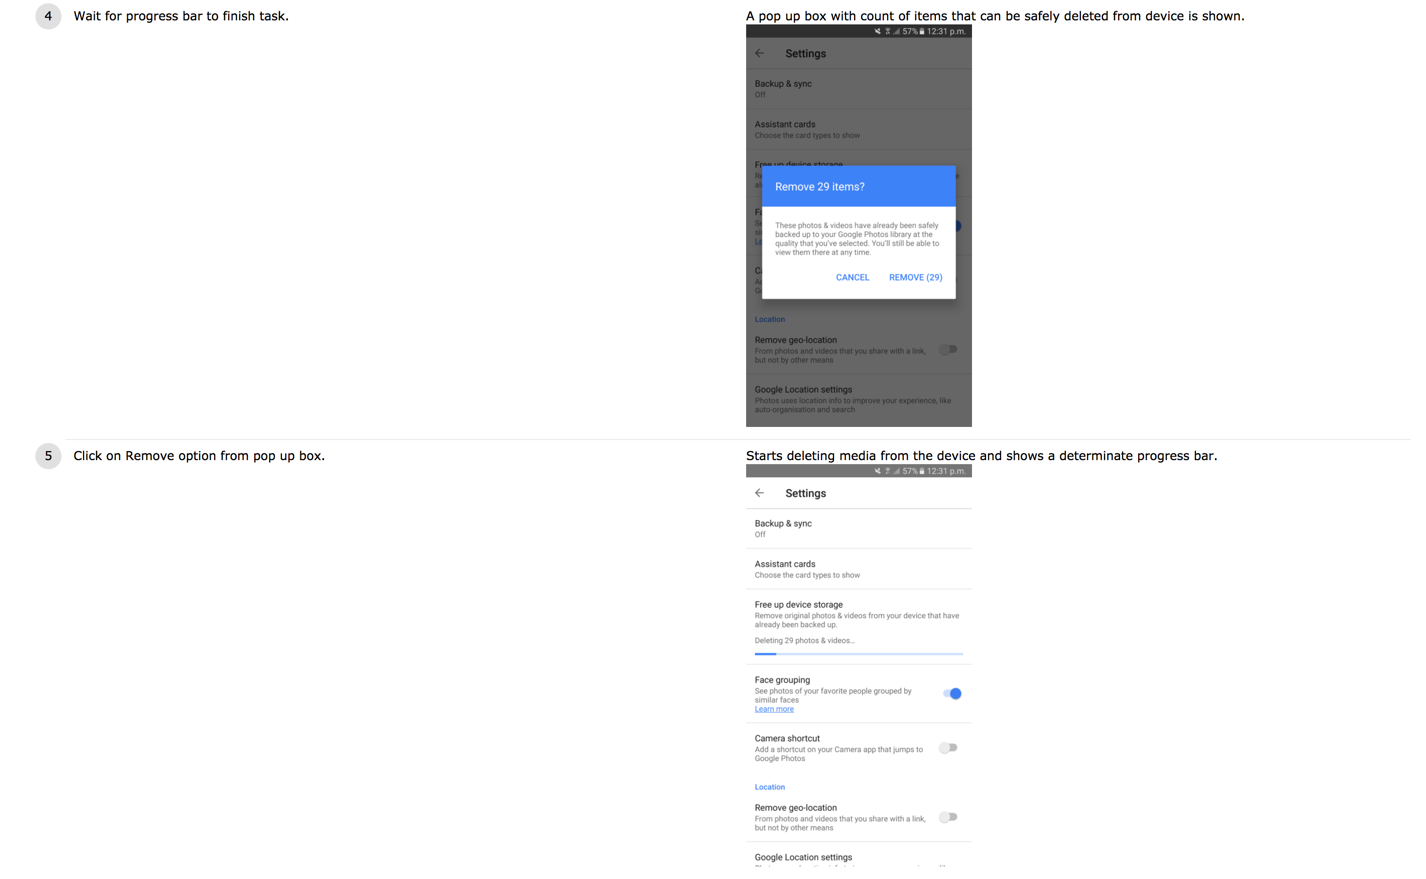 4 Wait for progress bar to finish task.
A pop up box with count of items that can be safely deleted from device is shown.
57% 12:31 p.m.
Settings
Backup & sync
Off
Assistant cards
Choose the card types to show
Free up device storage
Remove 29 items?
These photos & videos have already been safely
backed up to your Google Photos library at the
quality that you've selected. You'll still be able to
view them there at any time.
CANCEL REMOVE (29)
Location
Remove geo-location
From photos and videos that you share with a link,
but not by other means
Google Location settings
Photos uses location info to improve your experience, like
auto-organisation and search
5 Click on Remove option from pop up box.
Starts deleting media from the device and shows a determinate progress bar.
57% 12:31 p.m.
Settings
Backup & sync
Off
Assistant cards
Choose the card types to show
Free up device storage
Remove original photos & videos from your device that have
already been backed up.
Deleting 29 photos & videos...
Face grouping
See photos of your favorite people grouped by
similar faces
Learn more
Camera shortcut
Add a shortcut on your Camera app that jumps to
Google Photos
Location
Remove geo-location
From photos and videos that you share with a link,
but not by other means
Google Location settings